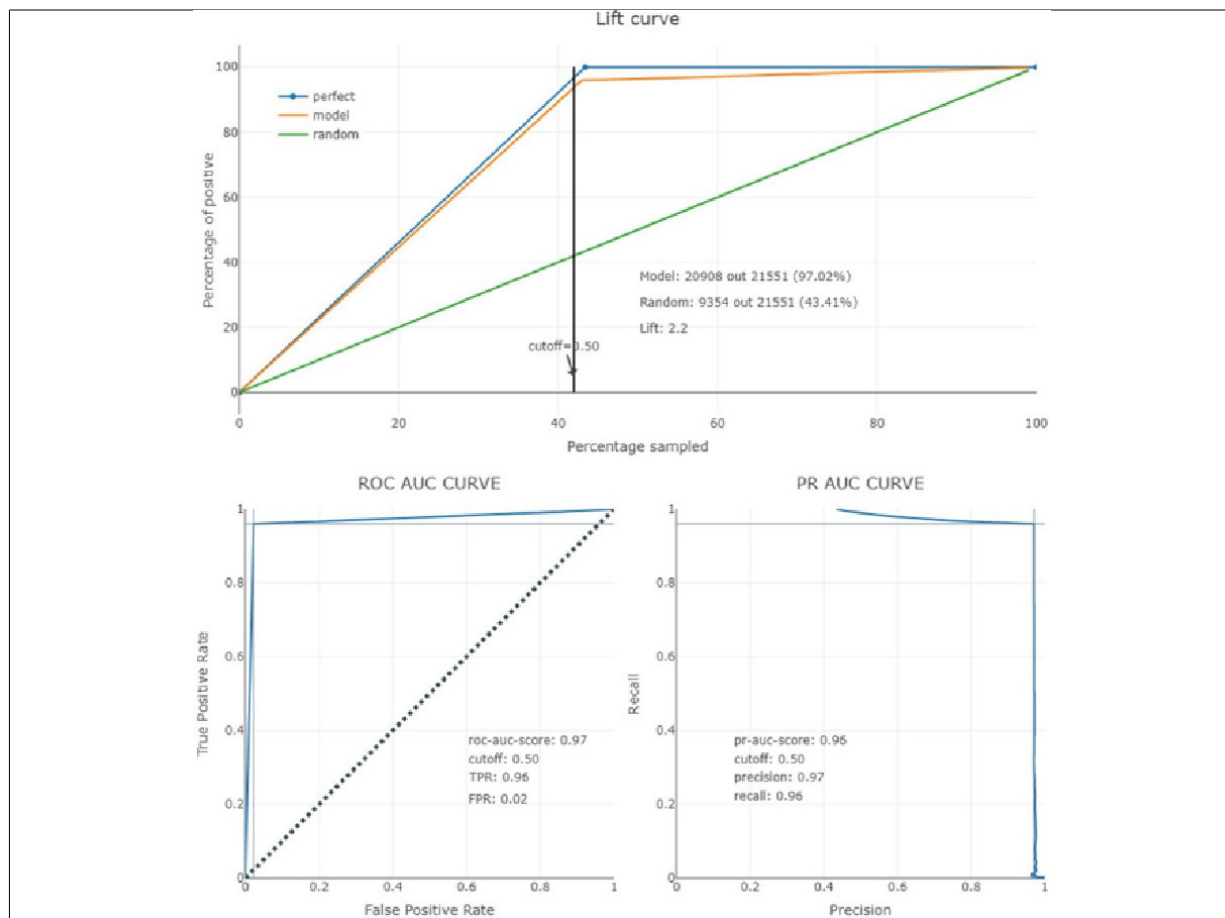 Lift curve
100
80
60
40
20
0
Percentage of positive
perfect
model
random
Model: 20908 out 21551 (97.02%)
Random: 9354 out 21551 (43.41%)
Lift: 2.2
cutoff=0.50
0 20 40 60 80 100
Percentage sampled
ROC AUC CURVE
1
0.8
0.6
0.4
0.2
0
True Positive Rate
roc-auc-score: 0.97
cutoff: 0.50
TPR: 0.96
FPR: 0.02
0 0.2 0.4 0.6 0.8 1
False Positive Rate
PR AUC CURVE
1
0.8
0.6
0.4
0.2
0
Recall
pr-auc-score: 0.96
cutoff: 0.50
precision: 0.97
recall: 0.96
0 0.2 0.4 0.6 0.8 1
Precision